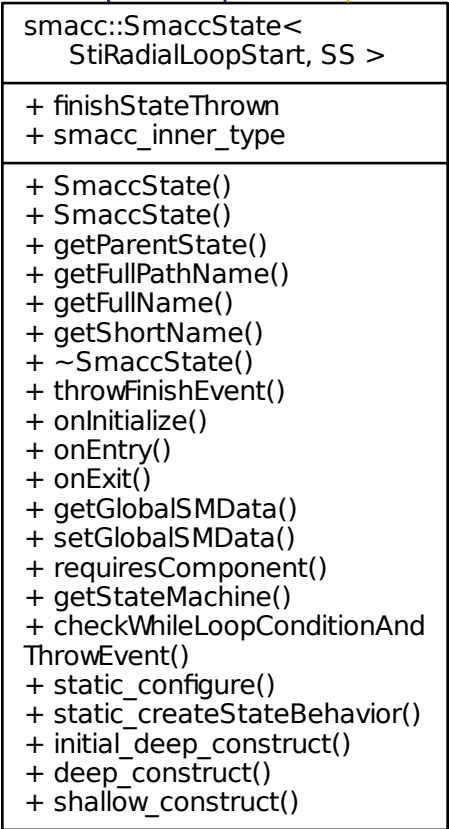 smacc::SmaccState<
StiRadialLoopStart, SS >
+ finishStateThrown
+ smacc_inner_type
+ SmaccState()
+ SmaccState()
+ getParentState()
+ getFullPathName()
+ getFullName()
+ getShortName()
+ ~SmaccState()
+ throwFinishEvent()
+ onInitialize()
+ onEntry()
+ onExit()
+ getGlobalSMData()
+ setGlobalSMData()
+ requiresComponent()
+ getStateMachine()
+ checkWhileLoopConditionAnd
ThrowEvent()
+ static_configure()
+ static_createStateBehavior()
+ initial_deep_construct()
+ deep_construct()
+ shallow_construct()